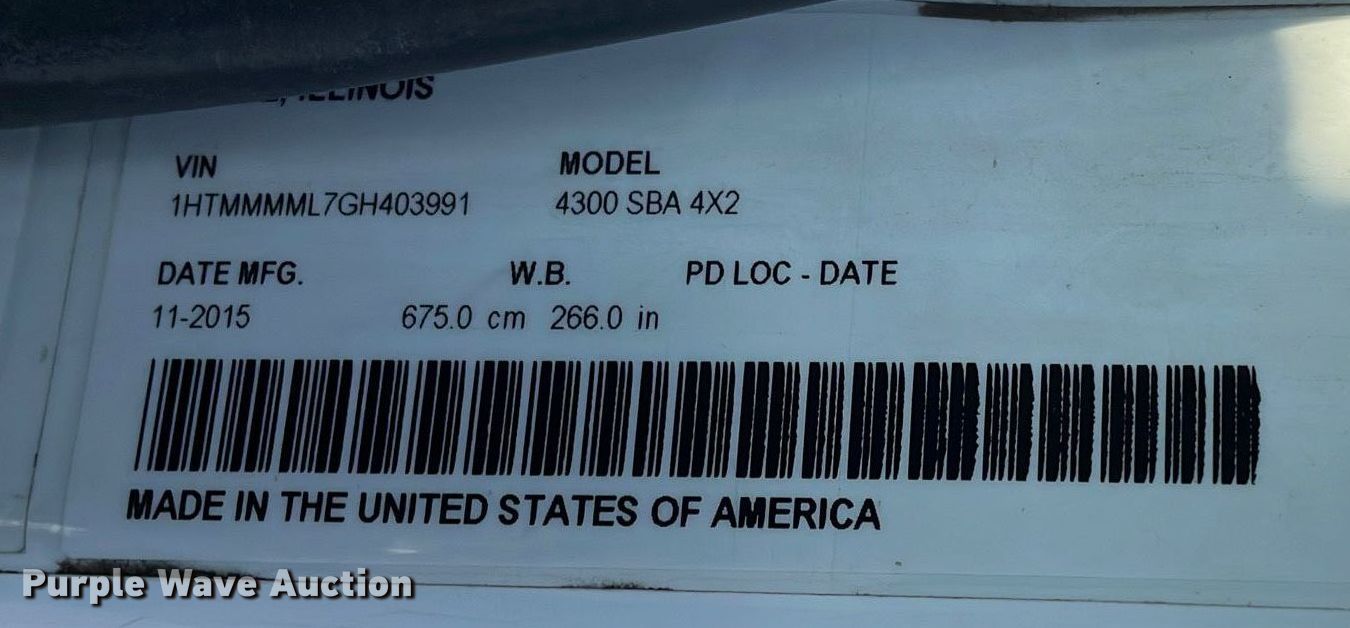 ILLINOIS
VIN MODEL
1HTMMMML7GH403991 4300 SBA 4X2
DATE MFG. W.B. PD LOC - DATE
11-2015 675.0 cm 266.0 in
MADE IN THE UNITED STATES OF AMERICA
Purple Wave Auction